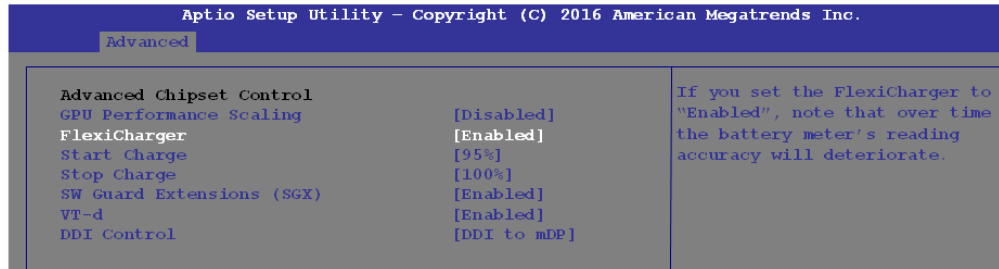 Aptio Setup Utility – Copyright (C) 2016 American Megatrends Inc.
Advanced
Advanced Chipset Control
GPU Performance Scaling [Disabled]
FlexiCharger [Enabled]
Start Charge [95%]
Stop Charge [100%]
SW Guard Extensions (SGX) [Enabled]
VT-d [Enabled]
DDI Control [DDI to mDP]
If you set the FlexiCharger to
“Enabled”, note that over time
the battery meter’s reading
accuracy will deteriorate.